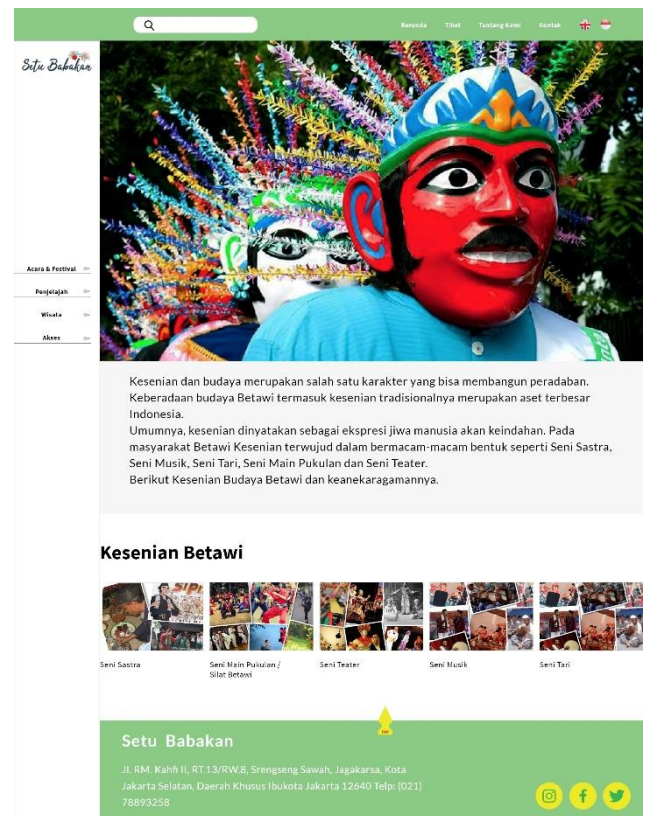 Beranda Tiket Tantang Kami Kontak
Setu Babakan
Acara & Festival
Penjelajah
Wisata
Akses
Kesenian dan budaya merupakan salah satu karakter yang bisa membangun peradaban.
Keberadaan budaya Betawi termasuk kesenian tradisionalnya merupakan aset terbesar
Indonesia.
Umumnya, kesenian dinyatakan sebagai ekspresi jiwa manusia akan keindahan. Pada
masyarakat Betawi Kesenian terwujud dalam bermacam-macam bentuk seperti Seni Sastra,
Seni Musik, Seni Tari, Seni Main Pukulan dan Seni Teater.
Berikut Kesenian Budaya Betawi dan keanekaragamannya.
Kesenian Betawi
Seni Sastra
Seni Main Pukulan /
Silat Betawi
Seni Teater
Seni Musik
Seni Tari
TOP
Setu Babakan
Jl. RM. Kahfi II, RT.13/RW.8, Srengseng Sawah, Jagakarsa, Kota
Jakarta Selatan, Daerah Khusus Ibukota Jakarta 12640 Telp: (021)
78893258